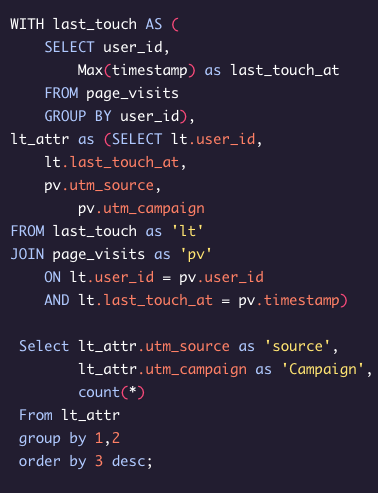 WITH last_touch AS (
    SELECT user_id,
        Max(timestamp) as last_touch_at
    FROM page_visits
    GROUP BY user_id),
lt_attr as (SELECT lt.user_id,
    lt.last_touch_at,
    pv.utm_source,
        pv.utm_campaign
FROM last_touch as 'lt'
JOIN page_visits as 'pv'
    ON lt.user_id = pv.user_id
    AND lt.last_touch_at = pv.timestamp)

 Select lt_attr.utm_source as 'source',
        lt_attr.utm_campaign as 'Campaign',
        count(*)
 From lt_attr
 group by 1,2
 order by 3 desc;